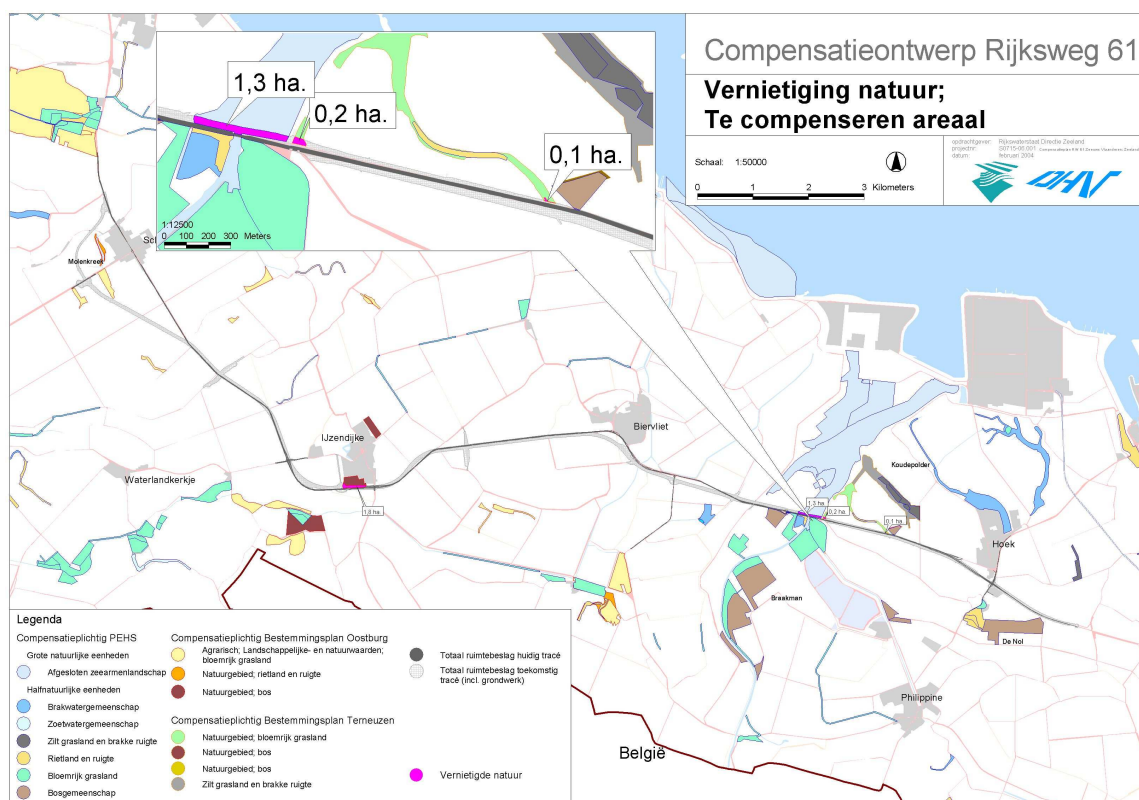 Compensatieontwerp Rijksweg 61
Vernietiging natuur;
Te compenseren areaal
opdrachtgever: Rijkswaterstaat Directie Zeeland
projectnr.
datum: februari 2004
Schaal: 1:50000
0 1 2 3 Kilometers
DHV
1,3 ha.
0,2 ha.
0,1 ha.
1:12500
0 100 200 300 Meters
Molenkreek
IJzendijke
Biervliet
Waterlandkerkje
1,8 ha.
Koudepolder
1,3 ha.
0,2 ha.
0,1 ha.
Hoek
Braakman
De Nol
Philippine
België
Legenda
Compensatieplichtig PEHS
Grote natuurlijke eenheden
Afgesloten zeearmenlandschap
Halfnatuurlijke eenheden
Brakwatergemeenschap
Zoetwatergemeenschap
Zilt grasland en brakke ruigte
Rietland en ruigte
Bloemrijk grasland
Bosgemeenschap
Compensatieplichtig Bestemmingsplan Oostburg
Agrarisch; Landschappelijke- en natuurwaarden;
bloemrijk grasland
Natuurgebied; rietland en ruigte
Natuurgebied; bos
Compensatieplichtig Bestemmingsplan Terneuzen
Natuurgebied; bloemrijk grasland
Natuurgebied; bos
Natuurgebied; bos
Zilt grasland en brakke ruigte
Totaal ruimtebeslag huidig tracé
Totaal ruimtebeslag toekomstig
tracé (incl. grondwerk)
Vernietigde natuur